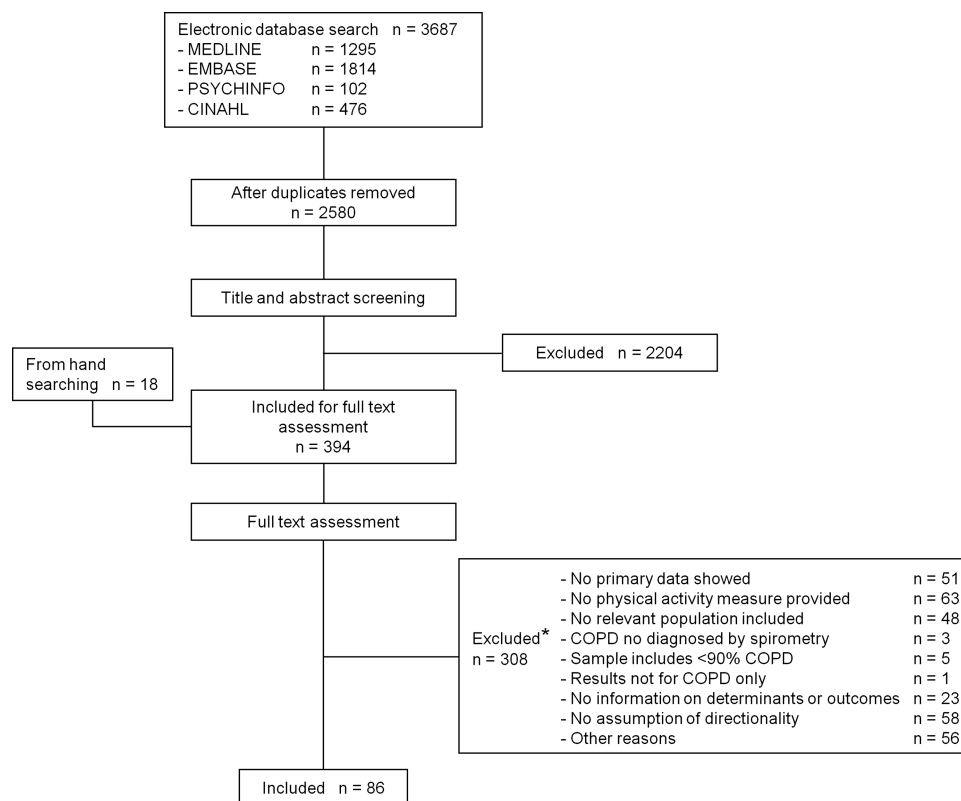 Electronic database search n = 3687
- MEDLINE n = 1295
- EMBASE n = 1814
- PSYCHINFO n = 102
- CINAHL n = 476
After duplicates removed
n = 2580
Title and abstract screening
Excluded n = 2204
From hand
searching n = 18
Included for full text
assessment
n = 394
Full text assessment
Excluded*
n = 308
- No primary data showed n = 51
- No physical activity measure provided n = 63
- No relevant population included n = 48
- COPD no diagnosed by spirometry n = 3
- Sample includes <90% COPD n = 5
- Results not for COPD only n = 1
- No information on determinants or outcomes n = 23
- No assumption of directionality n = 58
- Other reasons n = 56
Included n = 86